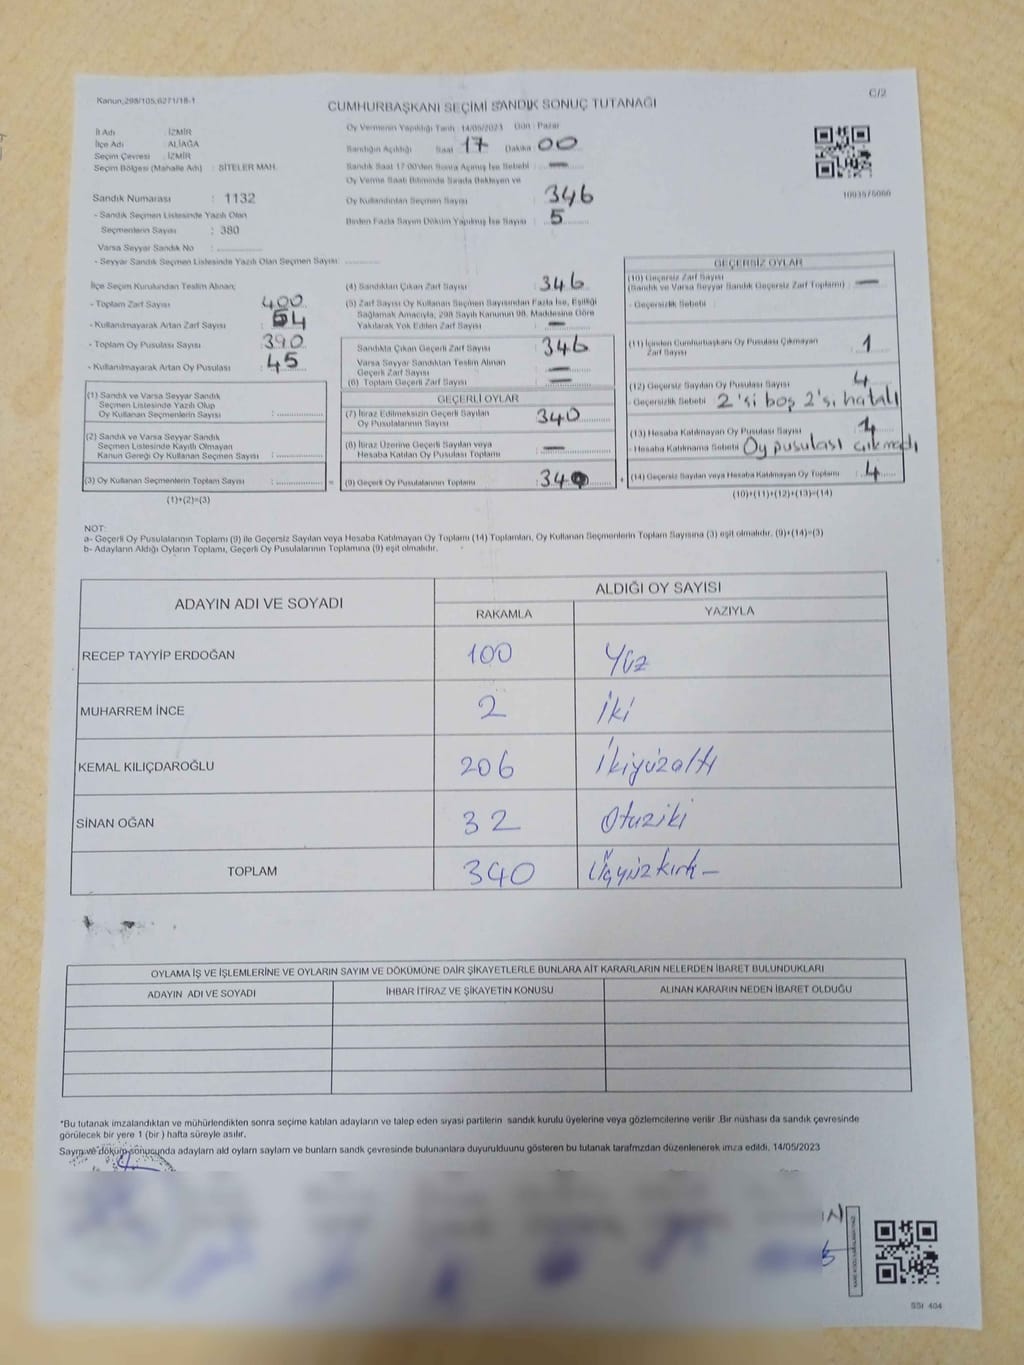 Kanun,298/105,6271/18-1
C/2
CUMHURBAŞKANI SEÇİMİ SANDIK SONUÇ TUTANAĞI
İl Adı : İZMİR
İlçe Adı : ALİAĞA
Seçim Çevresi : İZMİR
Seçim Bölgesi (Mahalle Adı) : SİTELER MAH.
Sandık Numarası : 1132
- Sandık Seçmen Listesinde Yazılı Olan
Seçmenlerin Sayısı : 380
Varsa Seyyar Sandık No :
- Seyyar Sandık Seçmen Listesinde Yazılı Olan Seçmen Sayısı:
Oy Vermenin Yapıldığı Tarih 14/05/2023 Gün : Pazar
Sandığın Açıldığı Saat 17 Dakika 00
Sandık Saat 17:00'den Sonra Açılmış İse Sebebi : —
Oy Verme Saati Bitiminde Sırada Bekleyen ve
Oy Kullandırılan Seçmen Sayısı : 346
Birden Fazla Sayım Döküm Yapılmış İse Sayısı : 5
İlçe Seçim Kurulundan Teslim Alınan;
- Toplam Zarf Sayısı : 400
- Kullanılmayarak Artan Zarf Sayısı : 54
- Toplam Oy Pusulası Sayısı : 390
- Kullanılmayarak Artan Oy Pusulası : 45
(1) Sandık ve Varsa Seyyar Sandık
Seçmen Listesinde Yazılı Olup
Oy Kullanan Seçmenlerin Sayısı :
(2) Sandık ve Varsa Seyyar Sandık
Seçmen Listesinde Kayıtlı Olmayan
Kanun Gereği Oy Kullanan Seçmen Sayısı :
(3) Oy Kullanan Seçmenlerin Toplam Sayısı :
(1)+(2)=(3)
(4) Sandıktan Çıkan Zarf Sayısı : 346
(5) Zarf Sayısı Oy Kullanan Seçmen Sayısından Fazla İse, Eşitliği
Sağlamak Amacıyla, 298 Sayılı Kanunun 98. Maddesine Göre
Yakılarak Yok Edilen Zarf Sayısı : —
Sandıkta Çıkan Geçerli Zarf Sayısı : 346
Varsa Seyyar Sandıktan Teslim Alınan
Geçerli Zarf Sayısı : —
(6) Toplam Geçerli Zarf Sayısı : —
GEÇERLİ OYLAR
(7) İtiraz Edilmeksizin Geçerli Sayılan
Oy Pusulalarının Sayısı : 340
(8) İtiraz Üzerine Geçerli Sayılan veya
Hesaba Katılan Oy Pusulası Toplamı : —
(9) Geçerli Oy Pusulalarının Toplamı : 340
GEÇERSİZ OYLAR
(10) Geçersiz Zarf Sayısı
(Sandık ve Varsa Seyyar Sandık Geçersiz Zarf Toplamı) : —
- Geçersizlik Sebebi :
(11) İçinden Cumhurbaşkanı Oy Pusulası Çıkmayan
Zarf Sayısı : 1
(12) Geçersiz Sayılan Oy Pusulası Sayısı : 4
- Geçersizlik Sebebi : 2'si boş 2'si hatalı
(13) Hesaba Katılmayan Oy Pusulası Sayısı
- Hesaba Katılmama Sebebi : Oy pusulası çıkmadı
(14) Geçersiz Sayılan veya Hesaba Katılmayan Oy Toplamı : 4
(10)+(11)+(12)+(13)=(14)
NOT:
a- Geçerli Oy Pusulalarının Toplamı (9) ile Geçersiz Sayılan veya Hesaba Katılmayan Oy Toplamı (14) Toplamları, Oy Kullanan Seçmenlerin Toplam Sayısına (3) eşit olmalıdır. (9)+(14)=(3)
b- Adayların Aldığı Oyların Toplamı, Geçerli Oy Pusulalarının Toplamına (9) eşit olmalıdır.
ADAYIN ADI VE SOYADI
ALDIĞI OY SAYISI
RAKAMLA YAZIYLA
RECEP TAYYİP ERDOĞAN 100 Yüz
MUHARREM İNCE 2 İki
KEMAL KILIÇDAROĞLU 206 İkiyüzaltı
SİNAN OĞAN 32 Otuziki
TOPLAM 340 Üçyüzkırk –
OYLAMA İŞ VE İŞLEMLERİNE VE OYLARIN SAYIM VE DÖKÜMÜNE DAİR ŞİKAYETLERLE BUNLARA AİT KARARLARIN NELERDEN İBARET BULUNDUKLARI
ADAYIN ADI VE SOYADI İHBAR İTİRAZ VE ŞİKAYETİN KONUSU ALINAN KARARIN NEDEN İBARET OLDUĞU
*Bu tutanak imzalandıktan ve mühürlendikten sonra seçime katılan adayların ve talep eden siyasi partilerin sandık kurulu üyelerine veya gözlemcilerine verilir .Bir nüshası da sandık çevresinde
görülecek bir yere 1 (bir ) hafta süreyle asılır.
Sayım ve döküm sonucunda adayların ald oyların sayları ve bunların sandık çevresinde bulunanlara duyurulduunu gösteren bu tutanak tarafmzdan düzenlenerek imza edildi. 14/05/2023
SSI 404